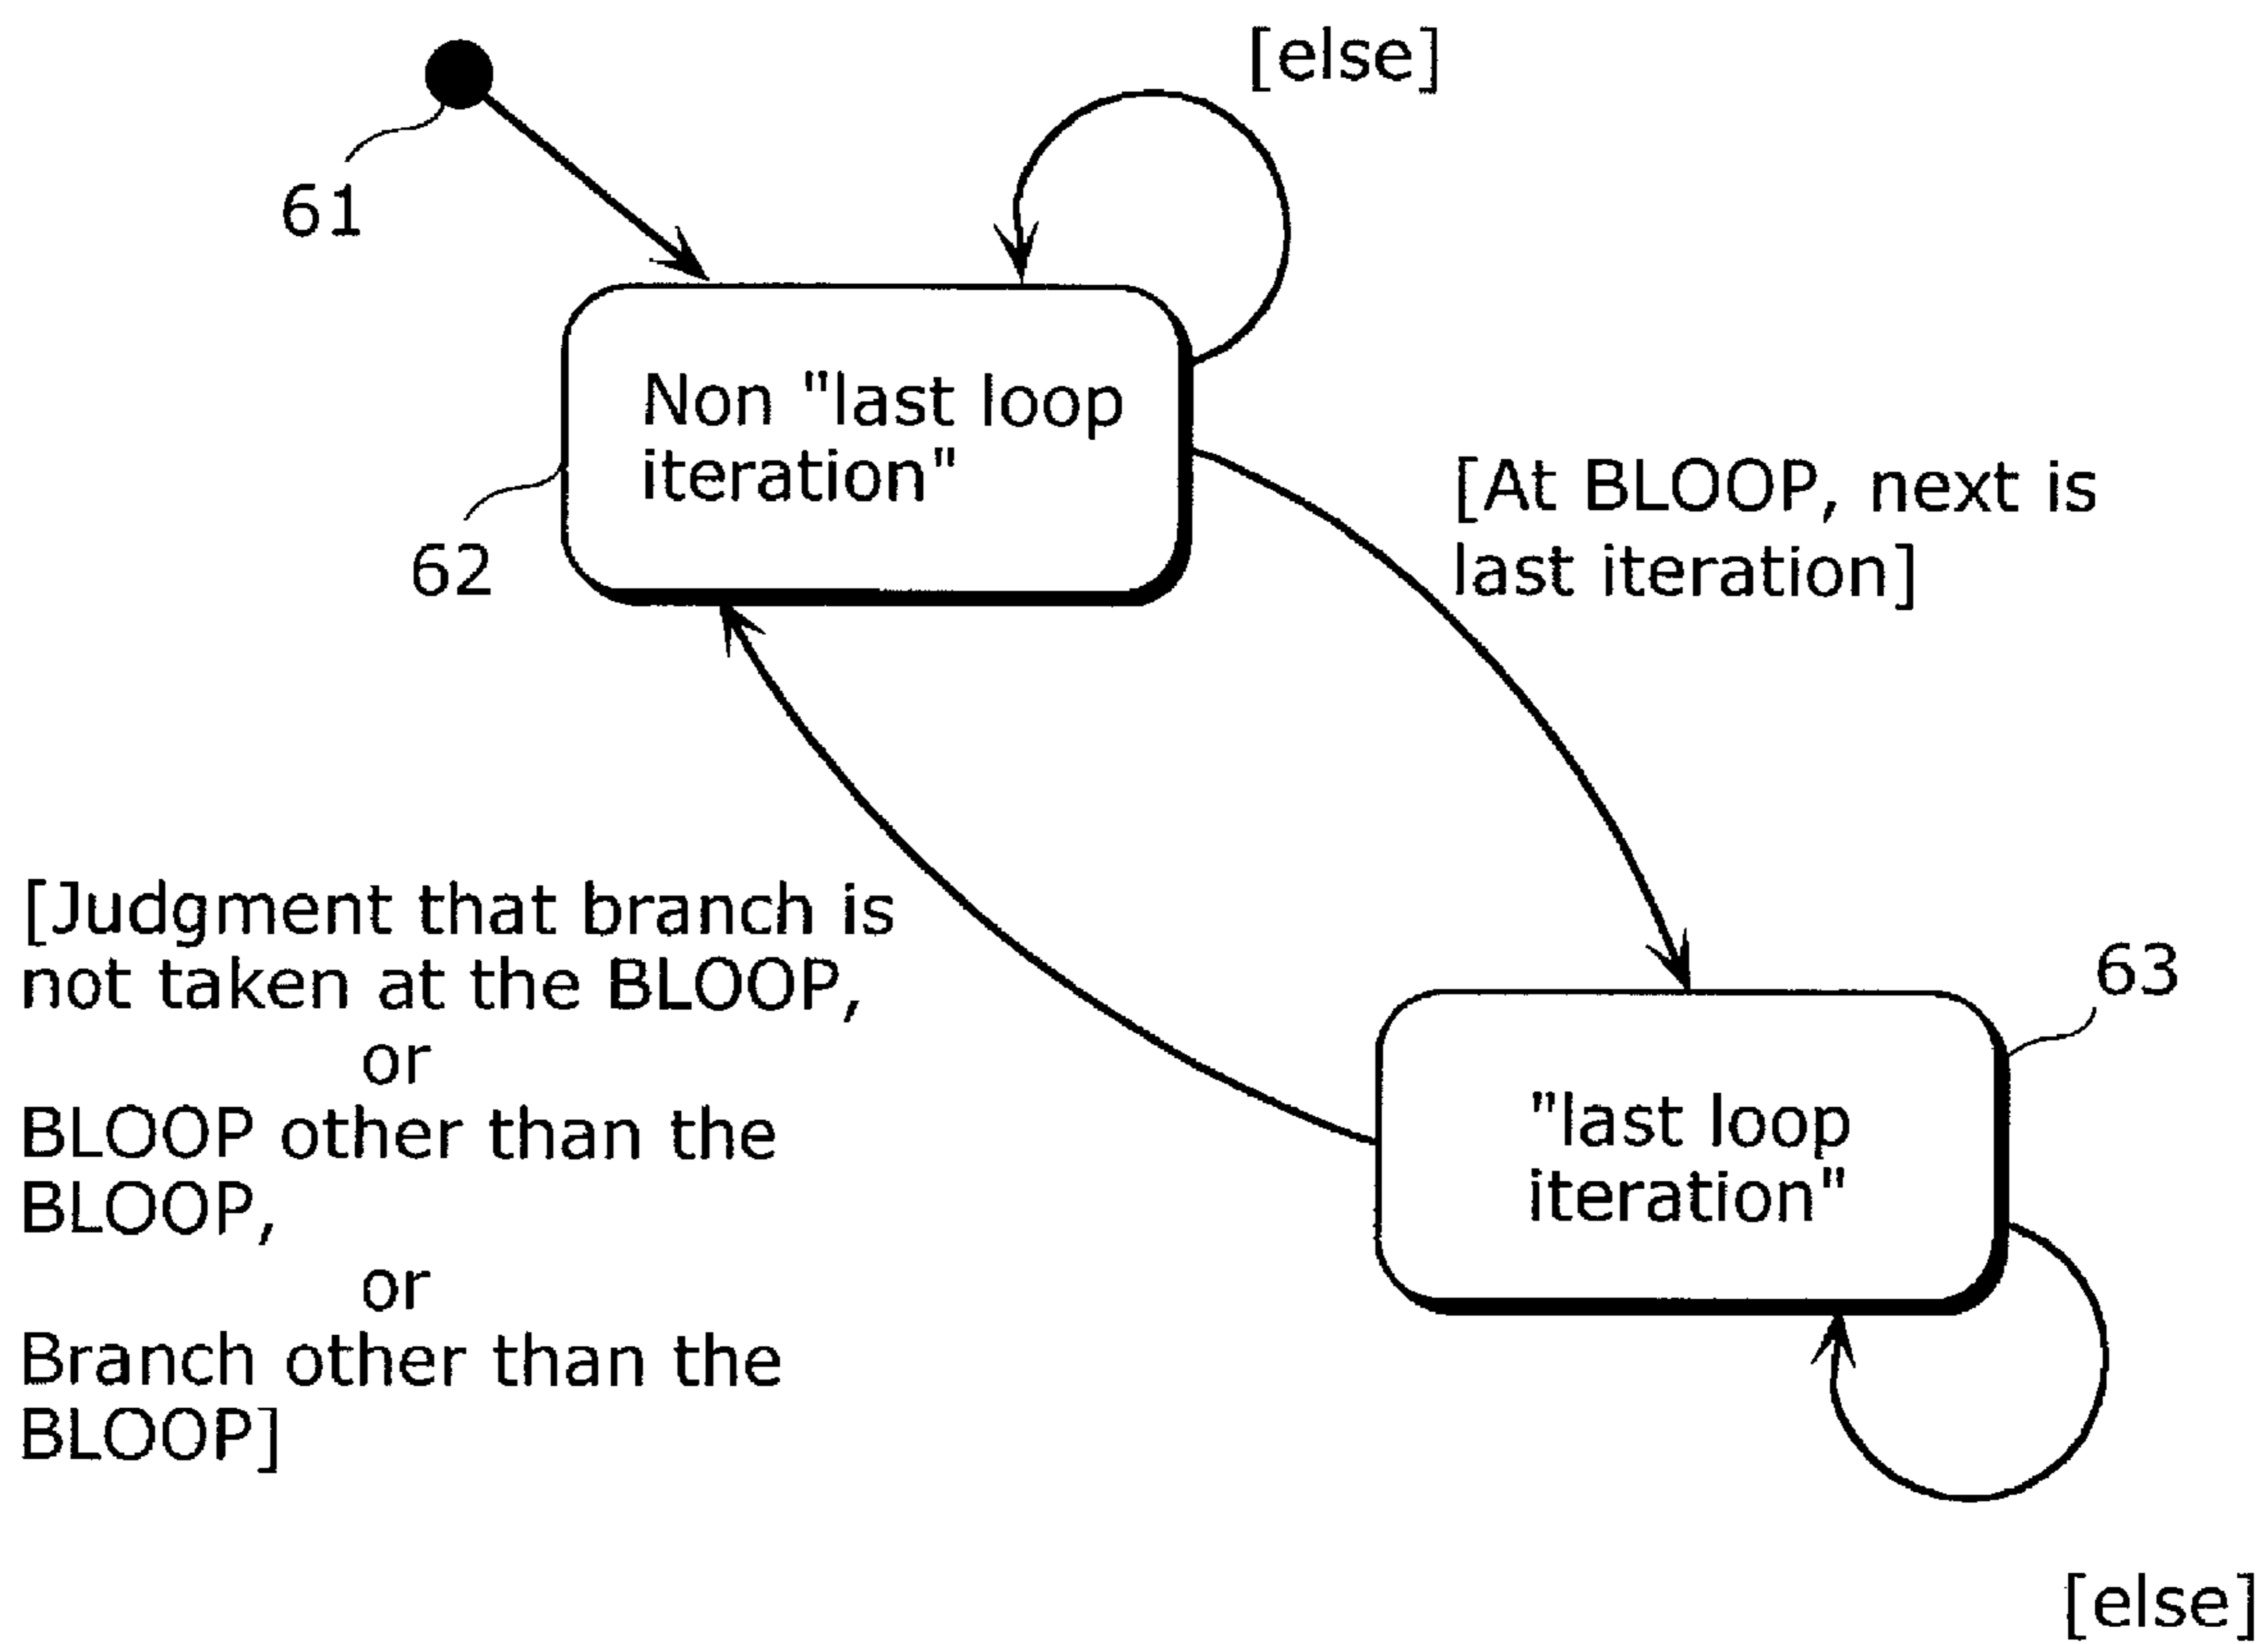 [else]
61
Non "last loop
iteration"
62
[At BLOOP, next is
last iteration]
[Judgment that branch is
not taken at the BLOOP,
or
BLOOP other than the
BLOOP,
or
Branch other than the
BLOOP]
63
"last loop
iteration"
[else]